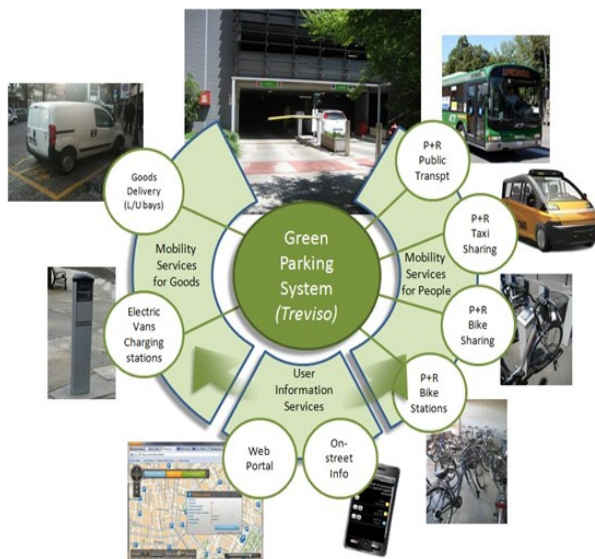 Goods
Delivery
(L/U bays)
Mobility
Services
for Goods
Electric
Vans
Charging
stations
Green
Parking
System
(Treviso)
P+R
Public
Transpt
P+R
Taxi
Sharing
Mobility
Services
for People
P+R
Bike
Sharing
P+R
Bike
Stations
User
Information
Services
Web
Portal
On-
street
Info